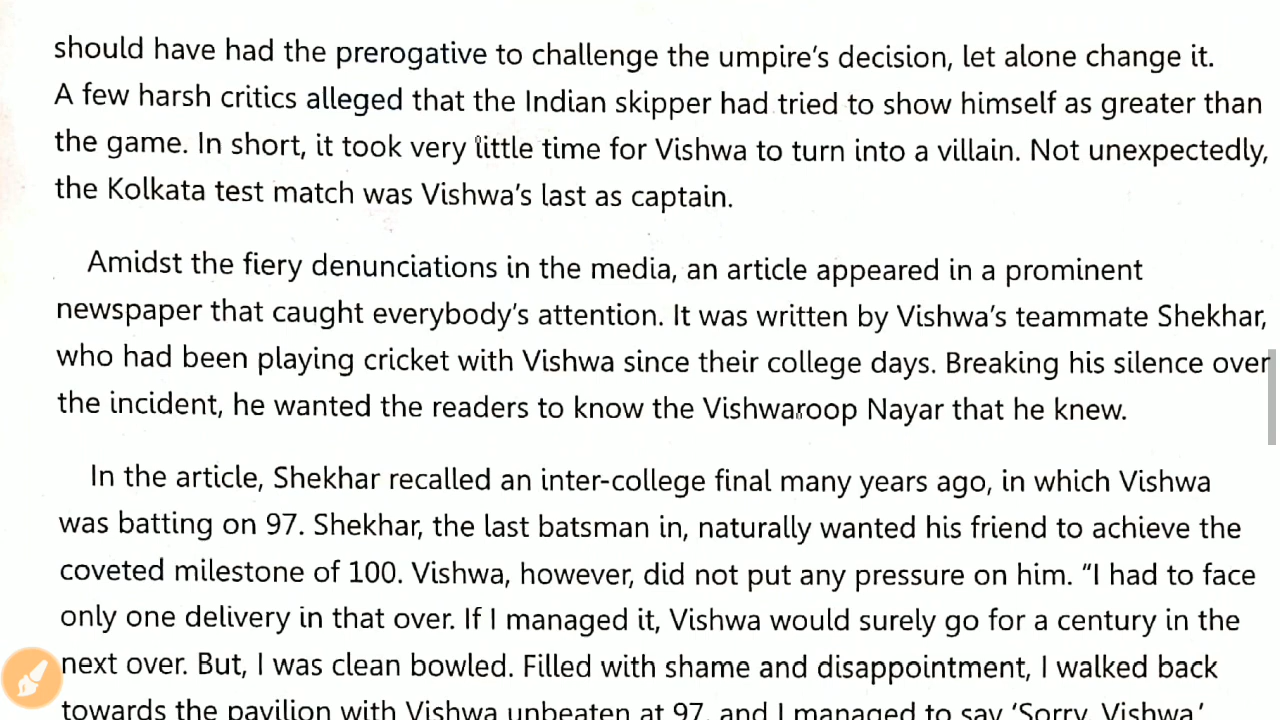 should have had the prerogative to challenge the umpire's decision, let alone change it.
A few harsh critics alleged that the Indian skipper had tried to show himself as greater than
the game. In short, it took very little time for Vishwa to turn into a villain. Not unexpectedly,
the Kolkata test match was Vishwa's last as captain.
Amidst the fiery denunciations in the media, an article appeared in a prominent
newspaper that caught everybody's attention. It was written by Vishwa's teammate Shekhar,
who had been playing cricket with Vishwa since their college days. Breaking his silence over
the incident, he wanted the readers to know the Vishwaroop Nayar that he knew.
In the article, Shekhar recalled an inter-college final many years ago, in which Vishwa
was batting on 97. Shekhar, the last batsman in, naturally wanted his friend to achieve the
coveted milestone of 100. Vishwa, however, did not put any pressure on him. “I had to face
only one delivery in that over. If I managed it, Vishwa would surely go for a century in the
next over. But, I was clean bowled. Filled with shame and disappointment, I walked back
towards the pavilion with Vishwa unbeaten at 97, and I managed to say ‘Sorry, Vishwa.’